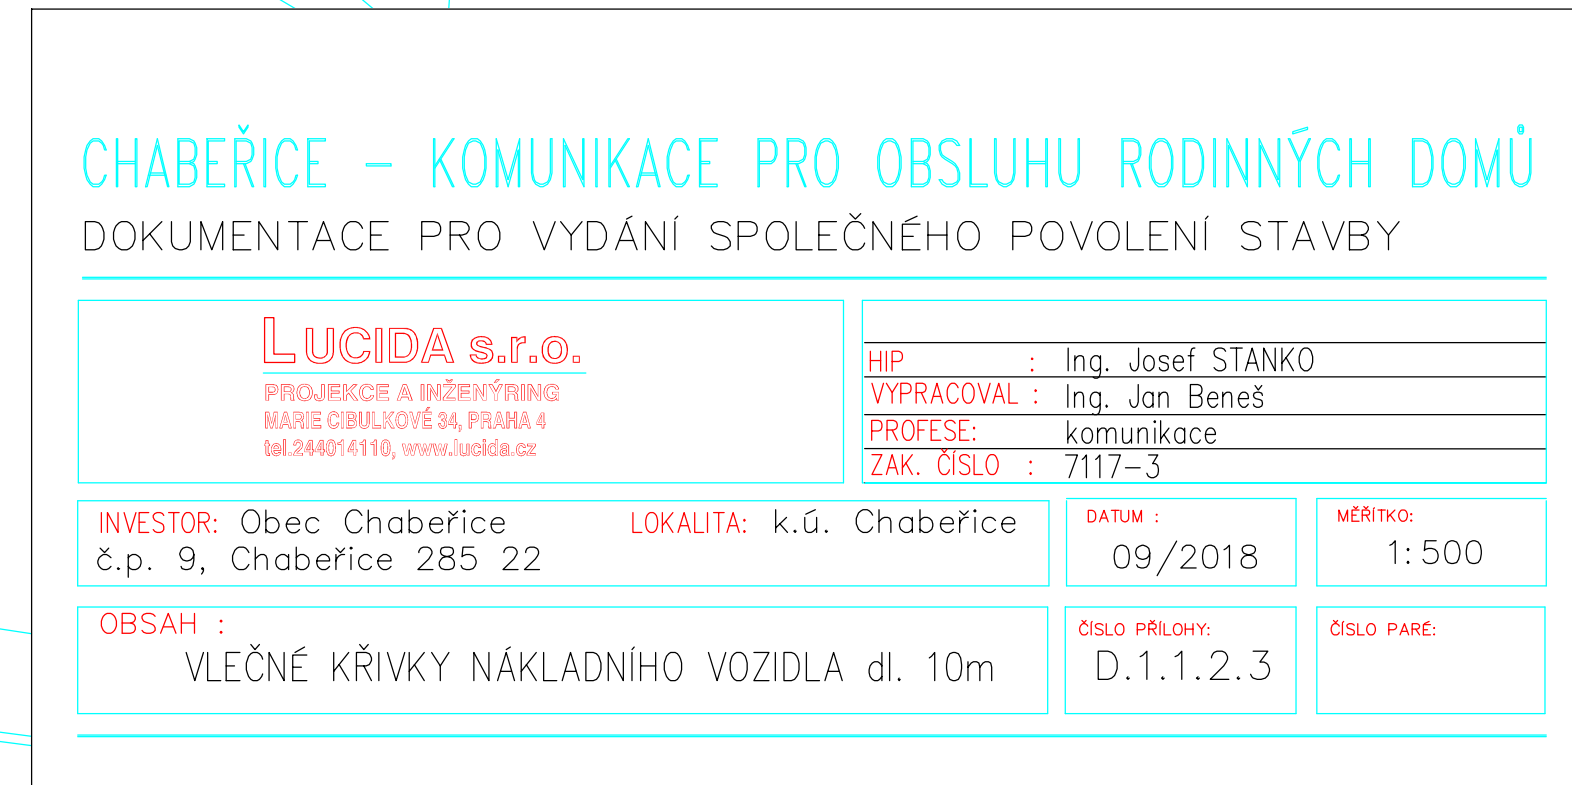 CHABEŘICE – KOMUNIKACE PRO OBSLUHU RODINNÝCH DOMŮ
DOKUMENTACE PRO VYDÁNÍ SPOLEČNÉHO POVOLENÍ STAVBY
LUCIDA s.r.o.
PROJEKCE A INŽENÝRING
MARIE CIBULKOVÉ 34, PRAHA 4
tel.244014110, www.lucida.cz
HIP : Ing. Josef STANKO
VYPRACOVAL : Ing. Jan Beneš
PROFESE: komunikace
ZAK. ČÍSLO : 7117–3
INVESTOR: Obec Chabeřice
č.p. 9, Chabeřice 285 22
LOKALITA: k.ú. Chabeřice
DATUM :
09/2018
MĚŘÍTKO:
1:500
OBSAH :
VLEČNÉ KŘIVKY NÁKLADNÍHO VOZIDLA dl. 10m
ČÍSLO PŘÍLOHY:
D.1.1.2.3
ČÍSLO PARÉ: